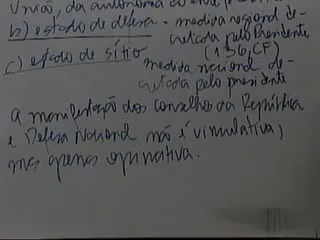 União, da autonomia
b) estado de defesa - medida regional de-
cretada pelo Presidente
(136, CF)
c) estado de sítio
medida nacional de-
cretada pelo presidente
A manifestação dos conselhos da República
e Defesa Nacional não é vinculativa,
mas apenas opinativa.